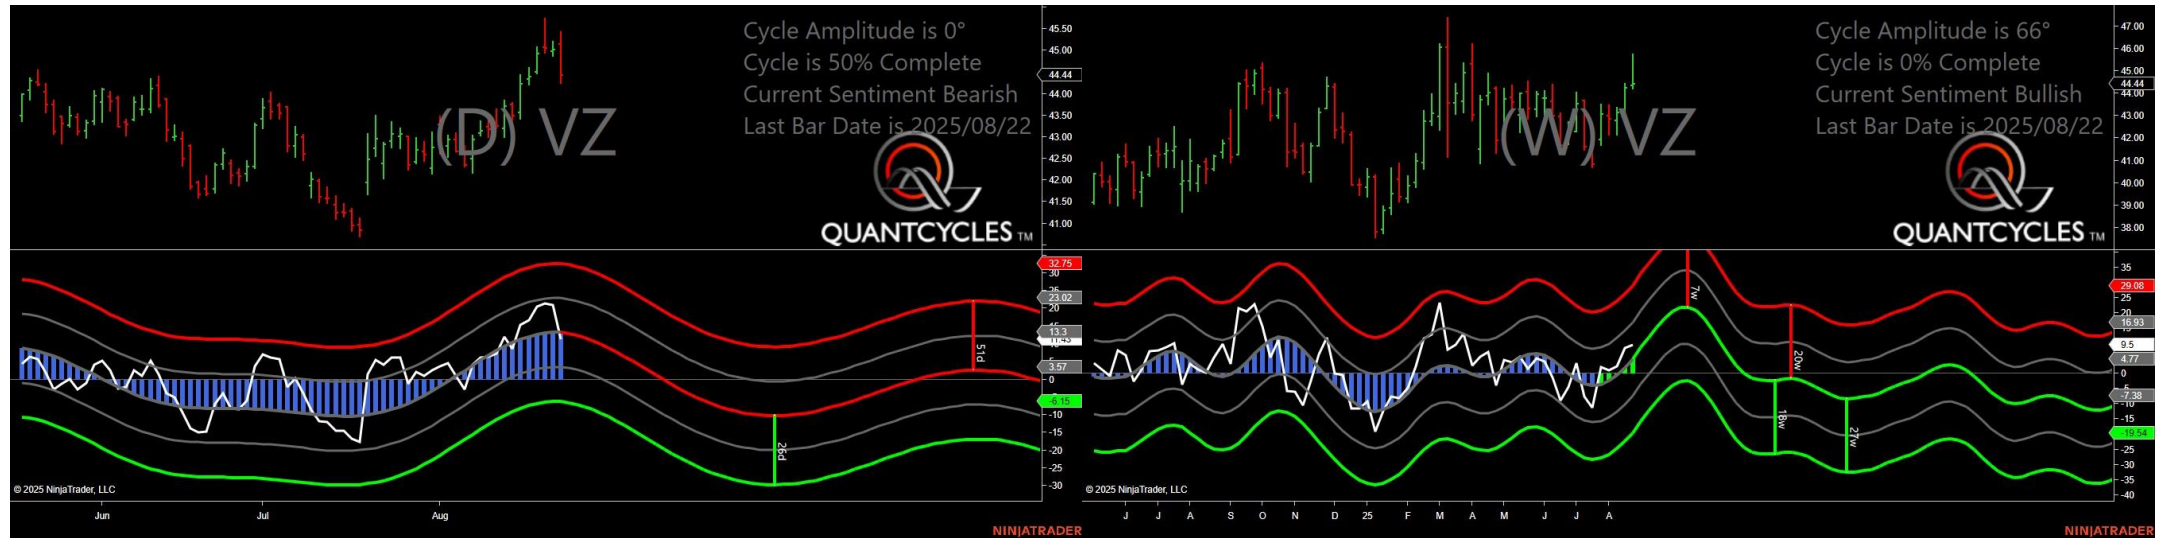 Cycle Amplitude is 0°
Cycle is 50% Complete
Current Sentiment Bearish
Last Bar Date is 2025/08/22
(D) VZ
QUANTCYCLES TM
45.50
45.00
44.44
44.00
43.50
43.00
42.50
42.00
41.50
41.00
32.75
30
25
23.02
20
13.3
11.43
5
3.57
0
-6.15
-10
-15
-20
-25
-30
51d
26d
© 2025 NinjaTrader, LLC
Jun Jul Aug
NINJATRADER
Cycle Amplitude is 66°
Cycle is 0% Complete
Current Sentiment Bullish
Last Bar Date is 2025/08/22
(W) VZ
QUANTCYCLES TM
47.00
46.00
45.00
44.44
44.00
43.00
42.00
41.00
40.00
39.00
38.00
35
29.08
25
20
16.93
9.5
4.77
0
-7.38
-10
-15
-19.54
-25
-30
-35
-40
7w
20w
18w
27w
© 2025 NinjaTrader, LLC
J J A S O N D 25 F M A M J J A
NINJATRADER